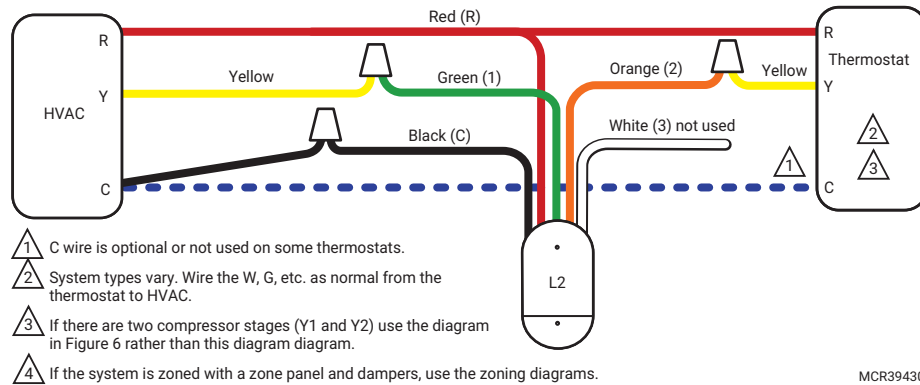 Red (R)
R
R
Thermostat
Yellow
Green (1)
Orange (2)
Yellow
Y
Y
HVAC
Black (C)
White (3) not used
2
1
3
C
C
1 C wire is optional or not used on some thermostats.
2 System types vary. Wire the W, G, etc. as normal from the
thermostat to HVAC.
L2
3 If there are two compressor stages (Y1 and Y2) use the diagram
in Figure 6 rather than this diagram diagram.
4 If the system is zoned with a zone panel and dampers, use the zoning diagrams.